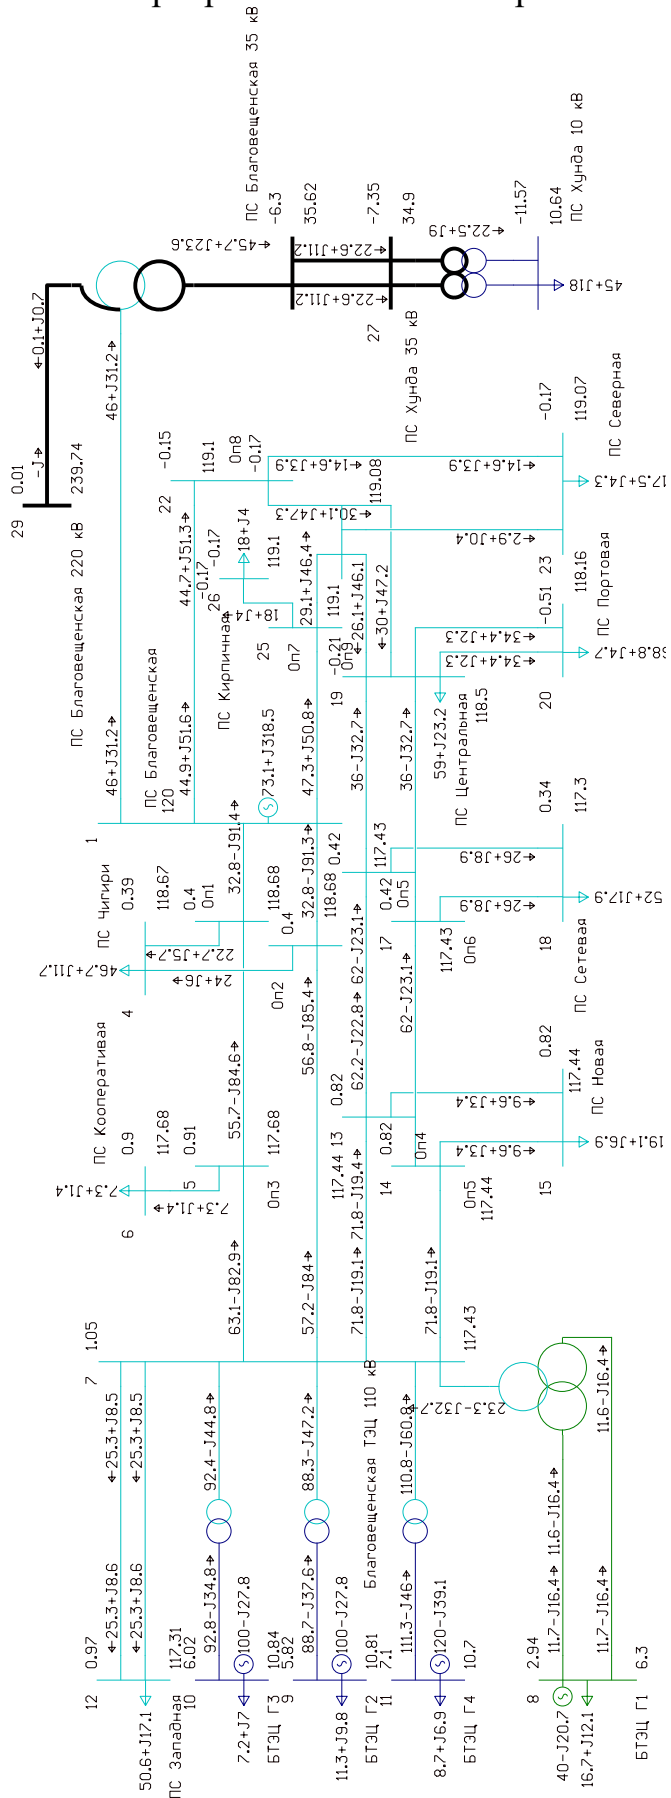 29
0.01
239.74
-J→
←0.1+J0.7
ПС Благовещенская 220 кВ
46+J31.2→
46+J31.2→
ПС Благовещенская 35 кВ
-6.3
35.62
←45.7+J23.6
←22.6+J11.2
←22.6+J11.2
-7.35
34.9
27
ПС Хунда 35 кВ
←22.5+J9
-11.57
10.64
ПС Хунда 10 кВ
45+J18
22
-0.15
119.1
Оп8
-0.17
44.7+J51.3→
44.9+J51.6→
ПС Благовещенская
120
1
←14.6+J3.9
←14.6+J3.9
119.08
←30.1+J47.3
←30+J47.2
-0.17
119.07
ПС Северная
17.5+J4.3
←2.9+J0.4
23
-0.17
26
-0.17
119.1
18+J4
←18+J4
ПС Кирпичная
25
Оп7
29.1+J46.4→
119.1
-0.21
Оп9
←26.1+J46.1
73.1+J318.5
47.3+J50.8→
19
118.5
ПС Центральная
59+J23.2
-0.51
118.16
ПС Портовая
20
←34.4+J2.3
←34.4+J2.3
68.8+J4.7
36-J32.7→
36-J32.7→
ПС Чигири
0.39
118.67
4
46.7+J11.7
0.4
Оп1
118.68
22.7+J5.7→
24+J6→
0.4
118.68
Оп2
32.8-J91.4→
32.8-J91.3→
0.42
117.43
0.42
Оп5
17
117.43
Оп6
0.34
117.3
ПС Сетевая
18
←26+J8.9
←26+J8.9
52+J17.9
62-J23.1→
62-J23.1→
62.2-J22.8→
56.8-J85.4→
55.7-J84.6→
ПС Кооперативая
0.9
117.68
6
7.3+J1.4
7.3+J1.4→
0.91
5
117.68
Оп3
0.82
13
117.44
0.82
Оп4
14
Оп5
117.44
0.82
117.44
ПС Новая
15
←9.6+J3.4
←9.6+J3.4
19.1+J6.9
71.8-J19.4→
71.8-J19.1→
71.8-J19.1→
57.2-J84→
63.1-J82.9→
1.05
7
117.43
Благовещенская ТЭЦ 110 кВ
←25.3+J8.5
←25.3+J8.5
←25.3+J8.6
←25.3+J8.6
0.97
12
117.31
ПС Западная
50.6+J17.1
92.4-J44.8→
92.8-J34.8→
6.02
10
10.84
100-J27.8
7.2+J7
БТЭЦ Г3
88.3-J47.2→
88.7-J37.6→
5.82
9
10.81
100-J27.8
11.3+J9.8
БТЭЦ Г2
110.8-J60.8→
111.3-J46→
7.1
11
10.7
120-J39.1
8.7+J6.9
БТЭЦ Г4
23.3-J32.7
11.6-J16.4→
11.6-J16.4→
11.7-J16.4→
11.7-J16.4→
2.94
8
6.3
40-J20.7
16.7+J12.1
БТЭЦ Г1